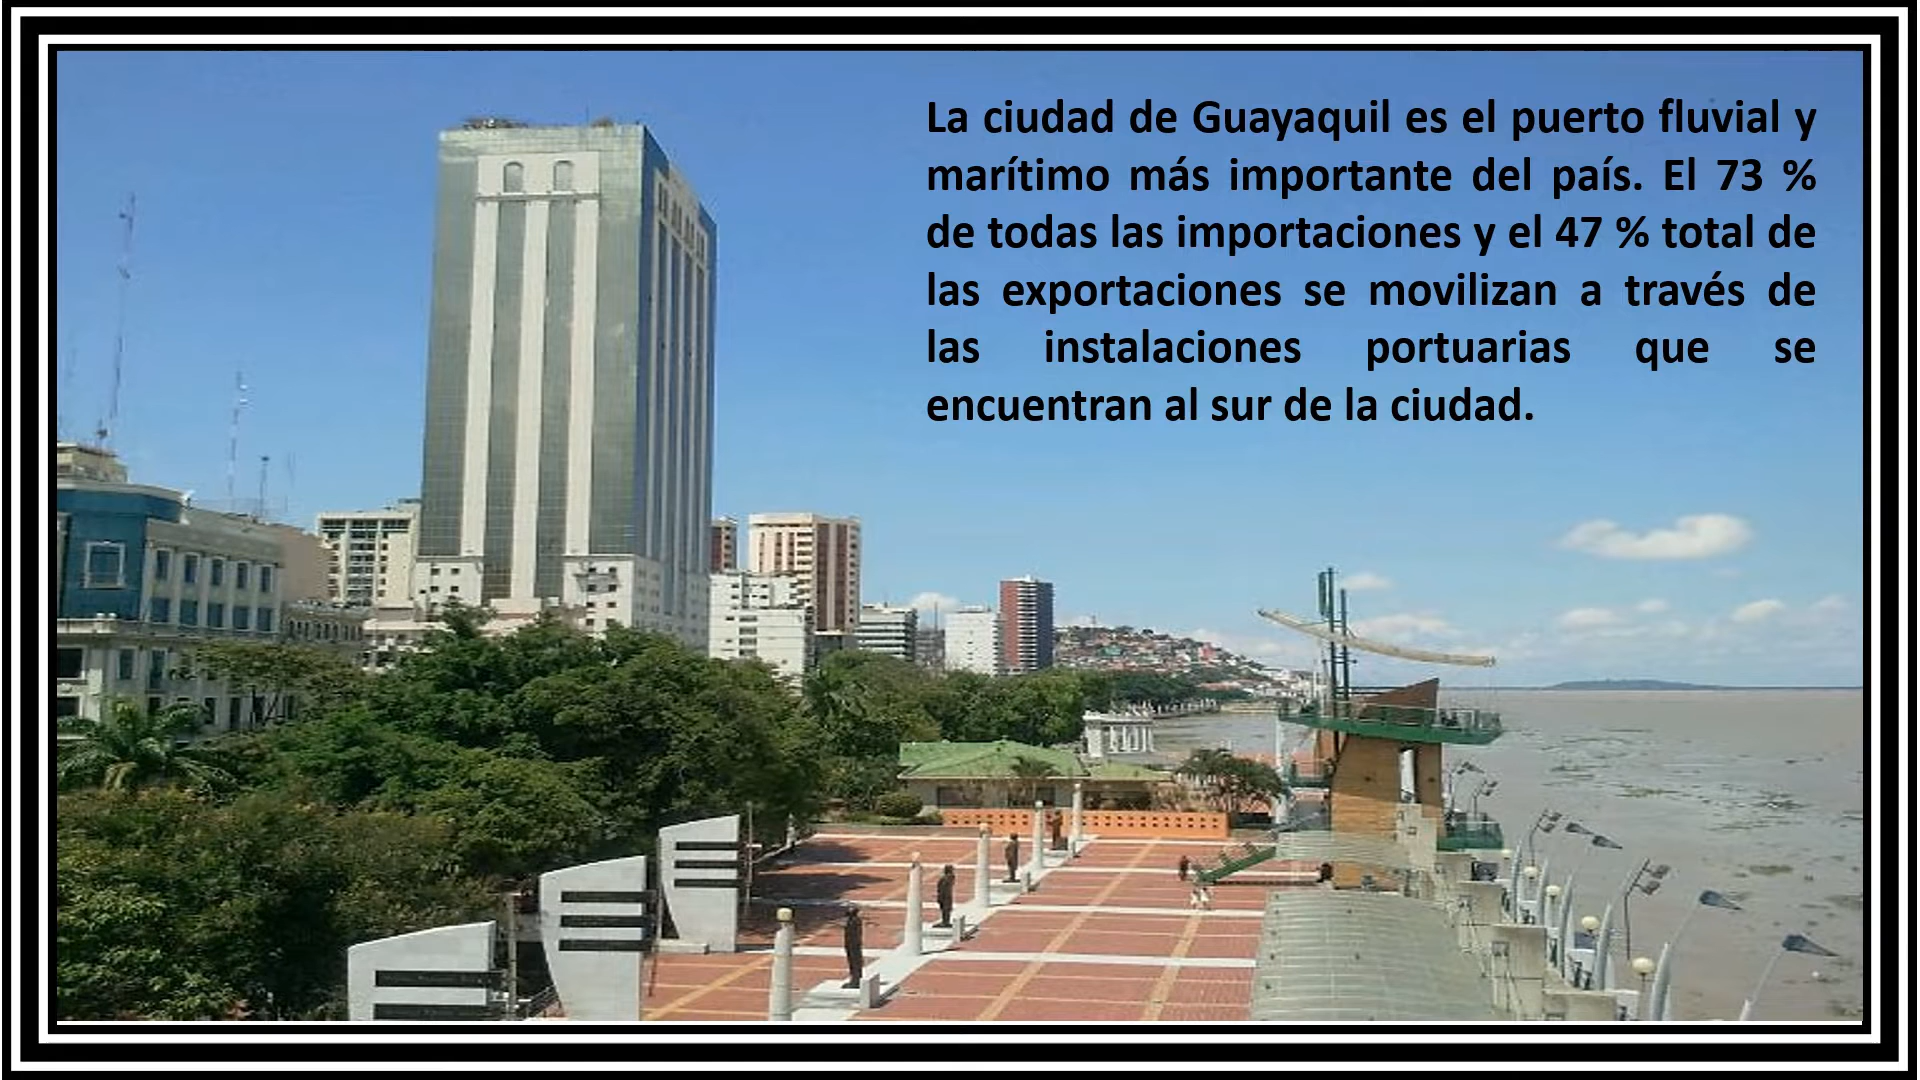 La ciudad de Guayaquil es el puerto fluvial y
marítimo más importante del país. El 73 %
de todas las importaciones y el 47 % total de
las exportaciones se movilizan a través de
las instalaciones portuarias que se
encuentran al sur de la ciudad.